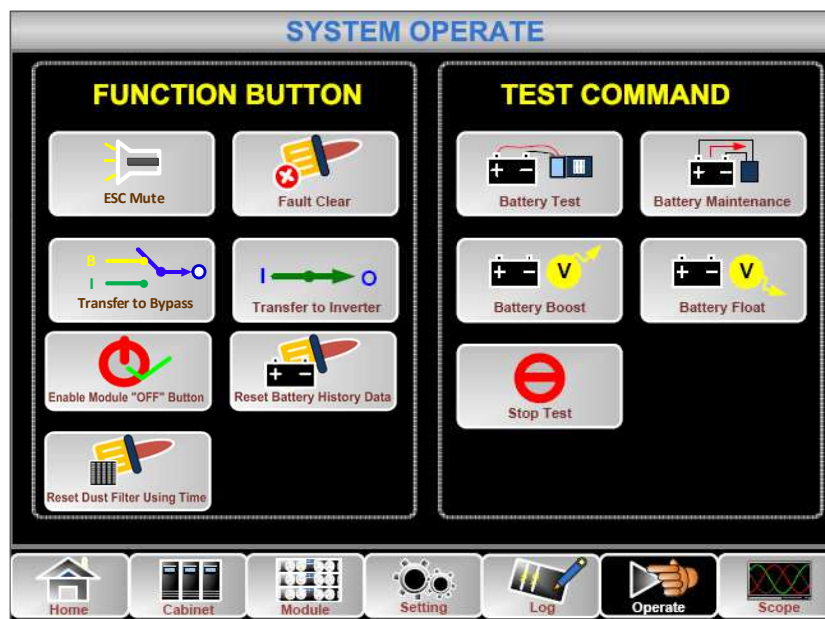 SYSTEM OPERATE
FUNCTION BUTTON
ESC Mute
Fault Clear
B
I
Transfer to Bypass
I
O
Transfer to Inverter
Enable Module "OFF" Button
Reset Battery History Data
Reset Dust Filter Using Time
TEST COMMAND
Battery Test
Battery Maintenance
V
Battery Boost
V
Battery Float
Stop Test
Home
Cabinet
Module
Setting
Log
Operate
Scope